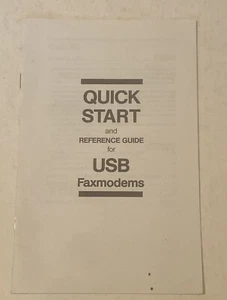 QUICK
START
and
REFERENCE GUIDE
for
USB
Faxmodems